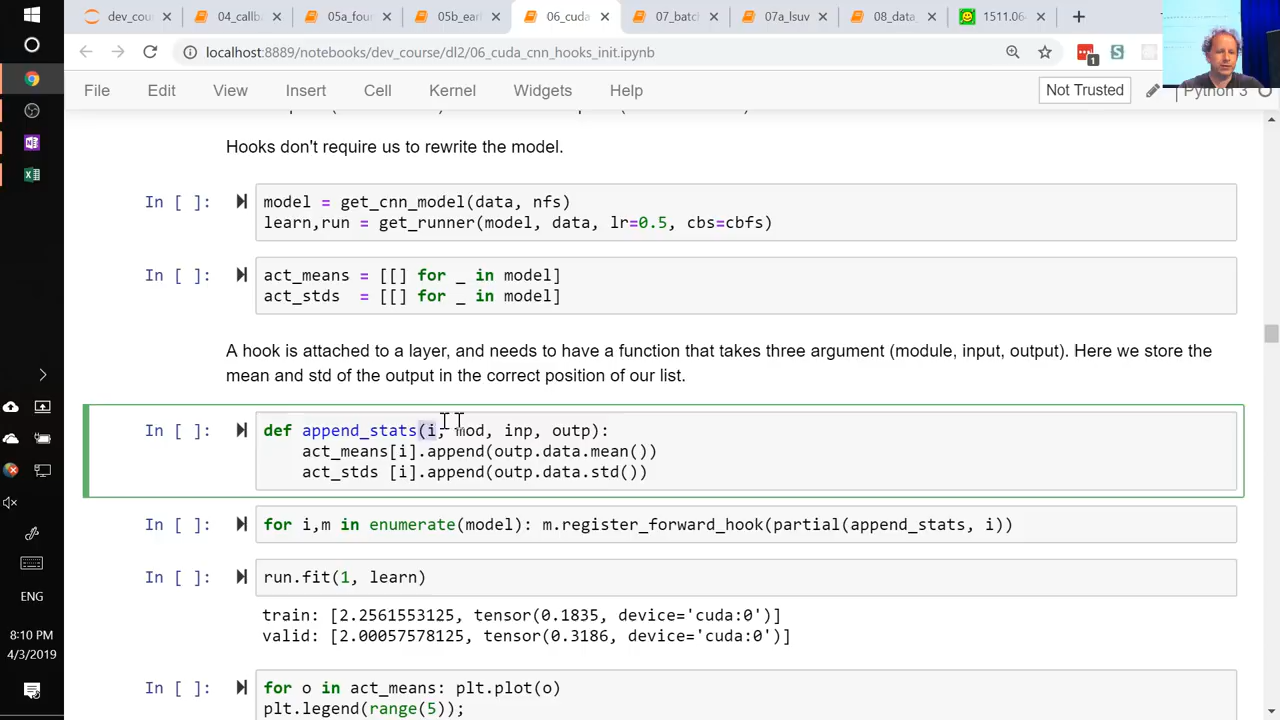 dev_cou
04_callb
05a_fou
05b_ear
06_cuda
07_batch
07a_lsuv
08_data_
1511.06
localhost:8889/notebooks/dev_course/dl2/06_cuda_cnn_hooks_init.ipynb
1
S
File Edit View Insert Cell Kernel Widgets Help
Not Trusted
Python 3
Hooks don't require us to rewrite the model.
In [ ]:
model = get_cnn_model(data, nfs)
learn,run = get_runner(model, data, lr=0.5, cbs=cbfs)
In [ ]:
act_means = [[] for _ in model]
act_stds  = [[] for _ in model]
A hook is attached to a layer, and needs to have a function that takes three argument (module, input, output). Here we store the
mean and std of the output in the correct position of our list.
In [ ]:
def append_stats(i, mod, inp, outp):
    act_means[i].append(outp.data.mean())
    act_stds [i].append(outp.data.std())
In [ ]:
for i,m in enumerate(model): m.register_forward_hook(partial(append_stats, i))
In [ ]:
run.fit(1, learn)
train: [2.2561553125, tensor(0.1835, device='cuda:0')]
valid: [2.00057578125, tensor(0.3186, device='cuda:0')]
In [ ]:
for o in act_means: plt.plot(o)
plt.legend(range(5));
ENG
8:10 PM
4/3/2019